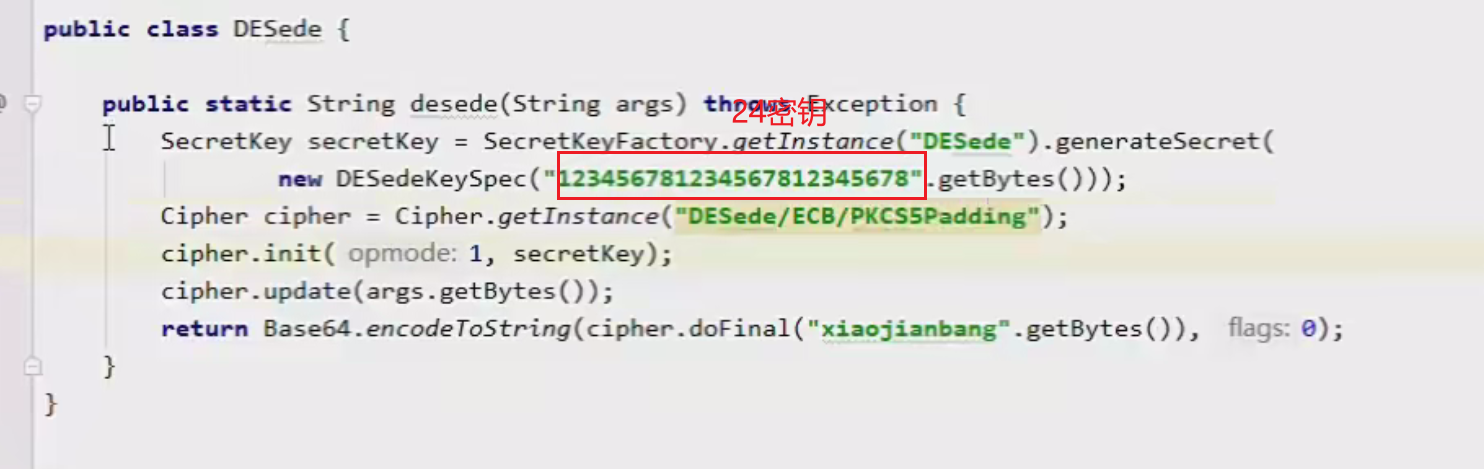 public class DESede {
public static String desede(String args) throws Exception {
24密钥
SecretKey secretKey = SecretKeyFactory.getInstance("DESede").generateSecret(
new DESedeKeySpec("123456781234567812345678".getBytes()));
Cipher cipher = Cipher.getInstance("DESede/ECB/PKCS5Padding");
cipher.init( opmode: 1, secretKey);
cipher.update(args.getBytes());
return Base64.encodeToString(cipher.doFinal("xiaojianbang".getBytes()), flags: 0);
}
}